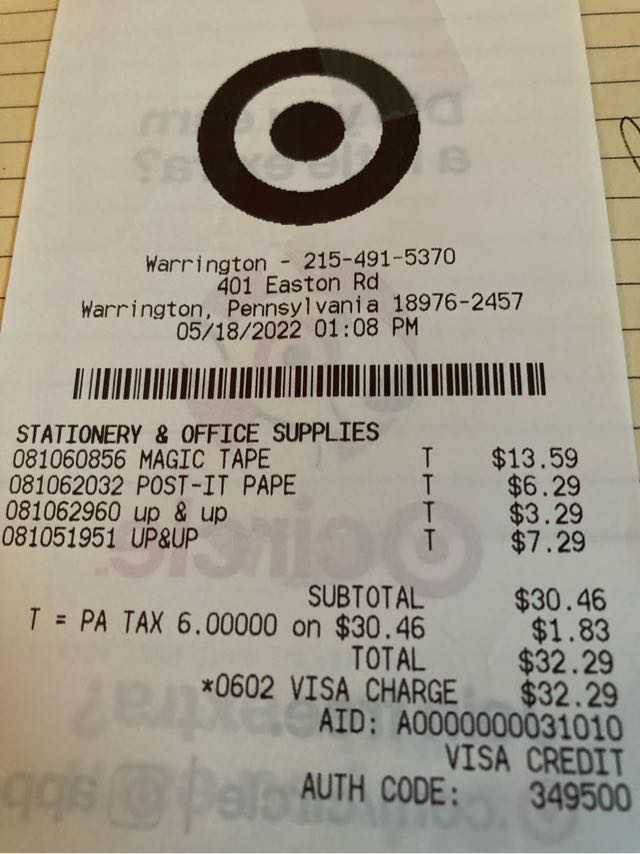 Warrington - 215-491-5370
401 Easton Rd
Warrington, Pennsylvania 18976-2457
05/18/2022 01:08 PM
STATIONERY & OFFICE SUPPLIES
081060856 MAGIC TAPE T $13.59
081062032 POST-IT PAPE T $6.29
081062960 up & up T $3.29
081051951 UP&UP T $7.29
SUBTOTAL $30.46
T = PA TAX 6.00000 on $30.46 $1.83
TOTAL $32.29
*0602 VISA CHARGE $32.29
AID: A0000000031010
VISA CREDIT
AUTH CODE: 349500